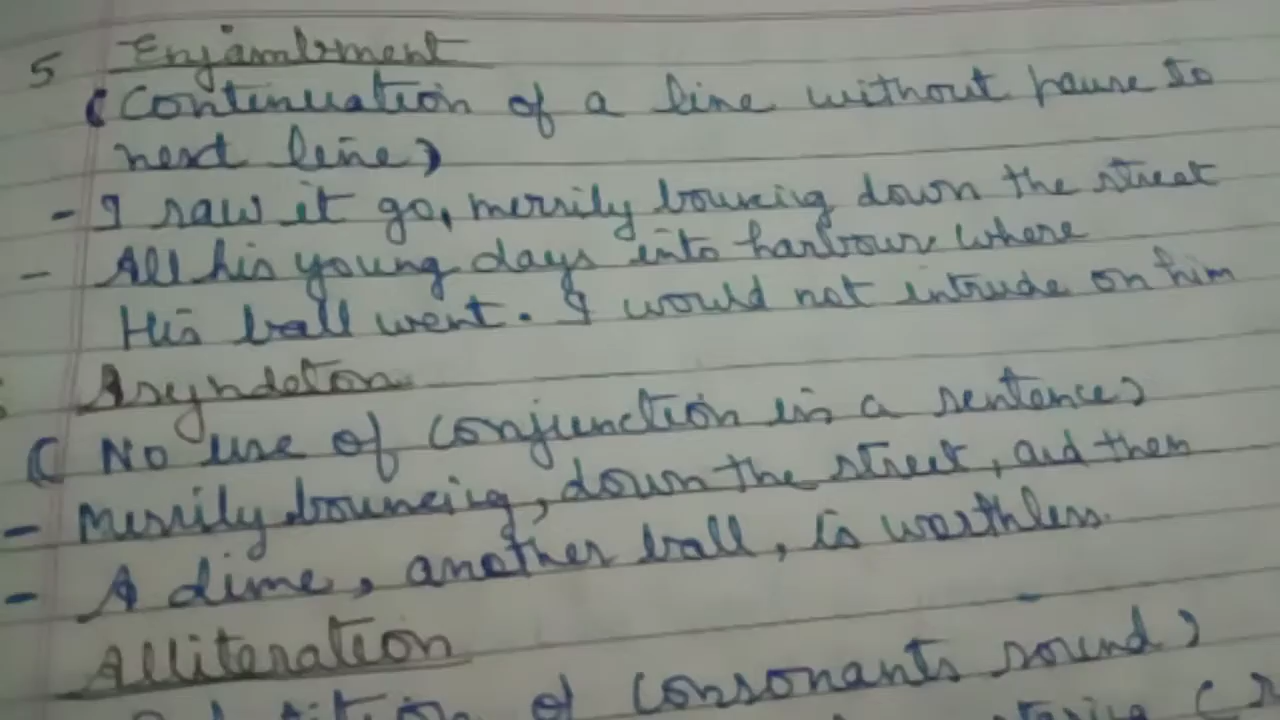 5 Enjambment
(Continuation of a line without pause to
next line)
- I saw it go, merrily bouncing down the street
- All his young days into harbour where
His ball went. I would not intrude on him
Asyndeton
( No use of conjunction in a sentence)
- Merrily bouncing, down the street, and then
- A dime, another ball, is worthless.
Alliteration
of consonants sound)